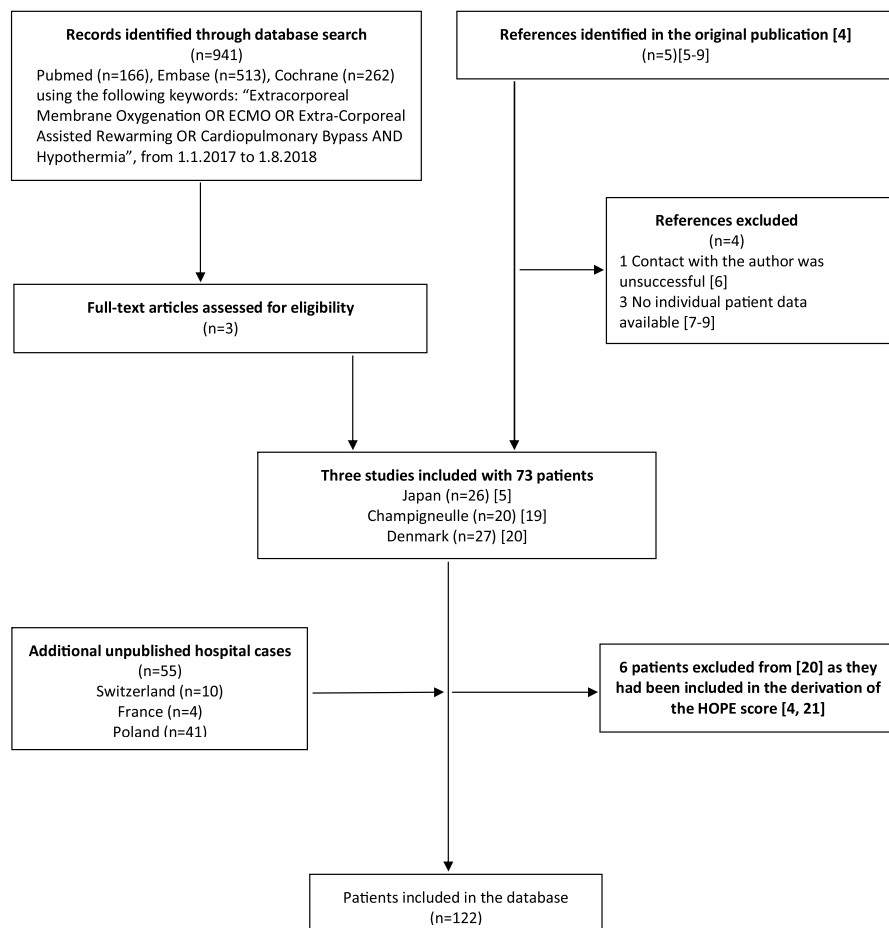 Records identified through database search
(n=941)
Pubmed (n=166), Embase (n=513), Cochrane (n=262)
using the following keywords: “Extracorporeal
Membrane Oxygenation OR ECMO OR Extra-Corporeal
Assisted Rewarming OR Cardiopulmonary Bypass AND
Hypothermia”, from 1.1.2017 to 1.8.2018
References identified in the original publication [4]
(n=5)[5-9]
References excluded
(n=4)
1 Contact with the author was
unsuccessful [6]
3 No individual patient data
available [7-9]
Full-text articles assessed for eligibility
(n=3)
Three studies included with 73 patients
Japan (n=26) [5]
Champigneulle (n=20) [19]
Denmark (n=27) [20]
Additional unpublished hospital cases
(n=55)
Switzerland (n=10)
France (n=4)
Poland (n=41)
6 patients excluded from [20] as they
had been included in the derivation of
the HOPE score [4, 21]
Patients included in the database
(n=122)